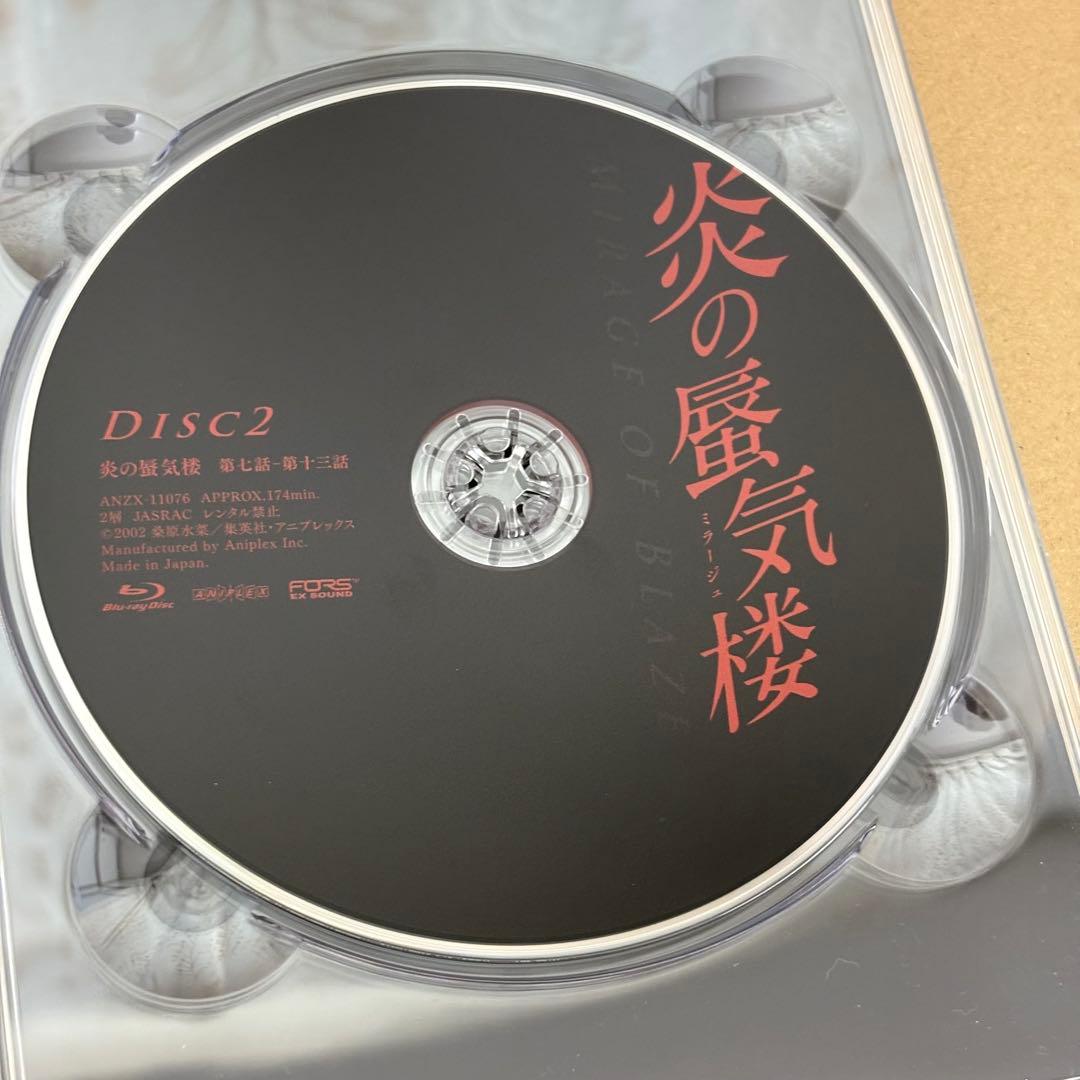 炎の蜃気楼
ミラージュ
MIRAGE OF BLAZE
DISC2
炎の蜃気楼 第七話-第十三話
ANZX-11076 APPROX.174min.
2層 JASRAC レンタル禁止
©2002 桑原水菜/集英社・アニプレックス
Manufactured by Aniplex Inc.
Made in Japan.
Blu-ray Disc ANIPLEX FORS™
EX SOUND